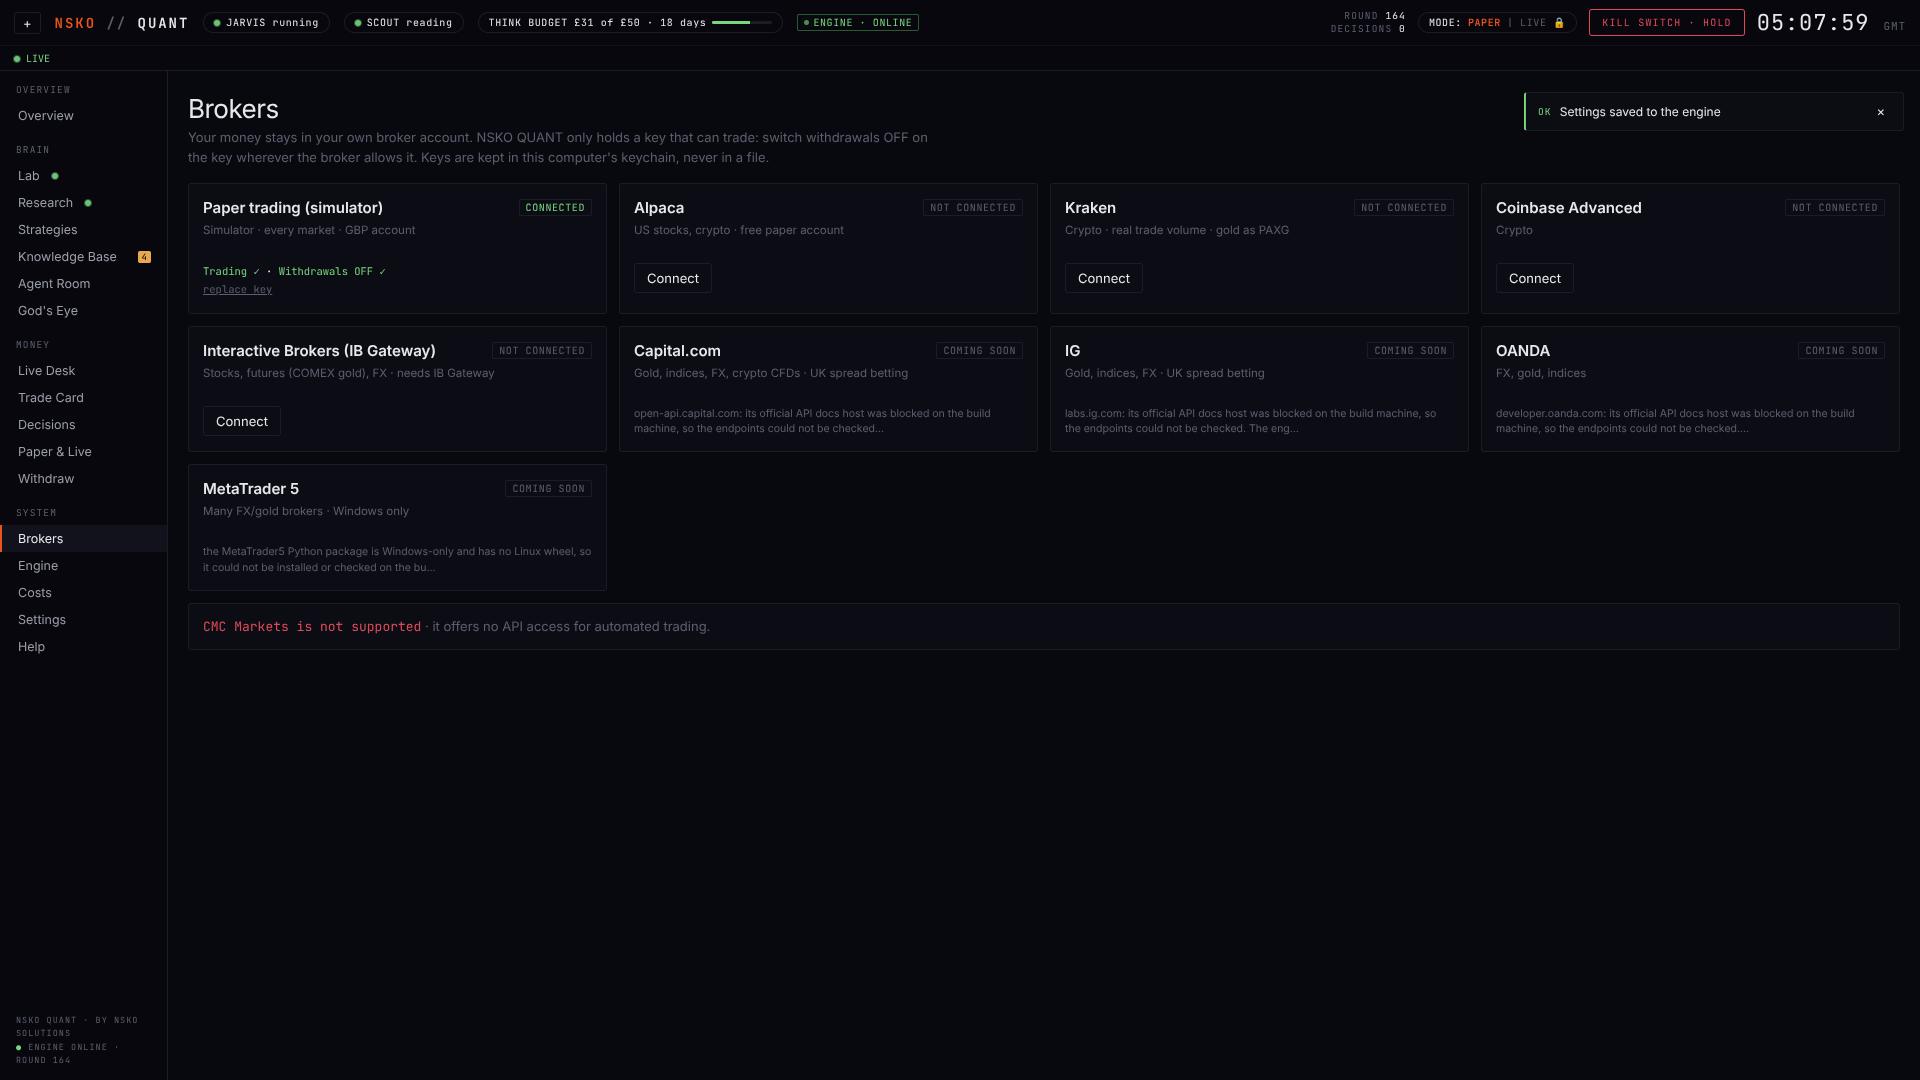 + NSKO // QUANT JARVIS running SCOUT reading THINK BUDGET £31 of £50 · 18 days ENGINE · ONLINE ROUND 164 DECISIONS 0 MODE: PAPER | LIVE 🔒 KILL SWITCH · HOLD 05:07:59 GMT
LIVE
OVERVIEW
Overview
BRAIN
Lab
Research
Strategies
Knowledge Base 4
Agent Room
God's Eye
MONEY
Live Desk
Trade Card
Decisions
Paper & Live
Withdraw
SYSTEM
Brokers
Engine
Costs
Settings
Help
NSKO QUANT · BY NSKO
SOLUTIONS
ENGINE ONLINE ·
ROUND 164
Brokers
Your money stays in your own broker account. NSKO QUANT only holds a key that can trade: switch withdrawals OFF on
the key wherever the broker allows it. Keys are kept in this computer's keychain, never in a file.
OK Settings saved to the engine ×
Paper trading (simulator) CONNECTED
Simulator · every market · GBP account
Trading ✓ · Withdrawals OFF ✓
replace key
Alpaca NOT CONNECTED
US stocks, crypto · free paper account
Connect
Kraken NOT CONNECTED
Crypto · real trade volume · gold as PAXG
Connect
Coinbase Advanced NOT CONNECTED
Crypto
Connect
Interactive Brokers (IB Gateway) NOT CONNECTED
Stocks, futures (COMEX gold), FX · needs IB Gateway
Connect
Capital.com COMING SOON
Gold, indices, FX, crypto CFDs · UK spread betting
open-api.capital.com: its official API docs host was blocked on the build
machine, so the endpoints could not be checked...
IG COMING SOON
Gold, indices, FX · UK spread betting
labs.ig.com: its official API docs host was blocked on the build machine, so
the endpoints could not be checked. The eng...
OANDA COMING SOON
FX, gold, indices
developer.oanda.com: its official API docs host was blocked on the build
machine, so the endpoints could not be checked....
MetaTrader 5 COMING SOON
Many FX/gold brokers · Windows only
the MetaTrader5 Python package is Windows-only and has no Linux wheel, so
it could not be installed or checked on the bu...
CMC Markets is not supported · it offers no API access for automated trading.